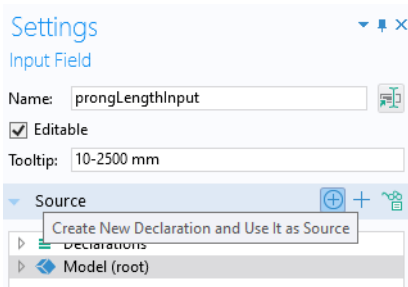 Settings
Input Field
Name: prongLengthInput
Editable
Tooltip: 10-2500 mm
Source
Create New Declaration and Use It as Source
Declarations
Model (root)